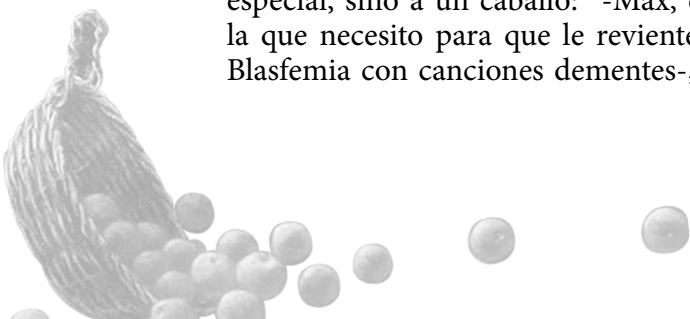 especial, sino a un caballo: -Max,
la que necesito para que le reviente
Blasfemia con canciones dementes-,